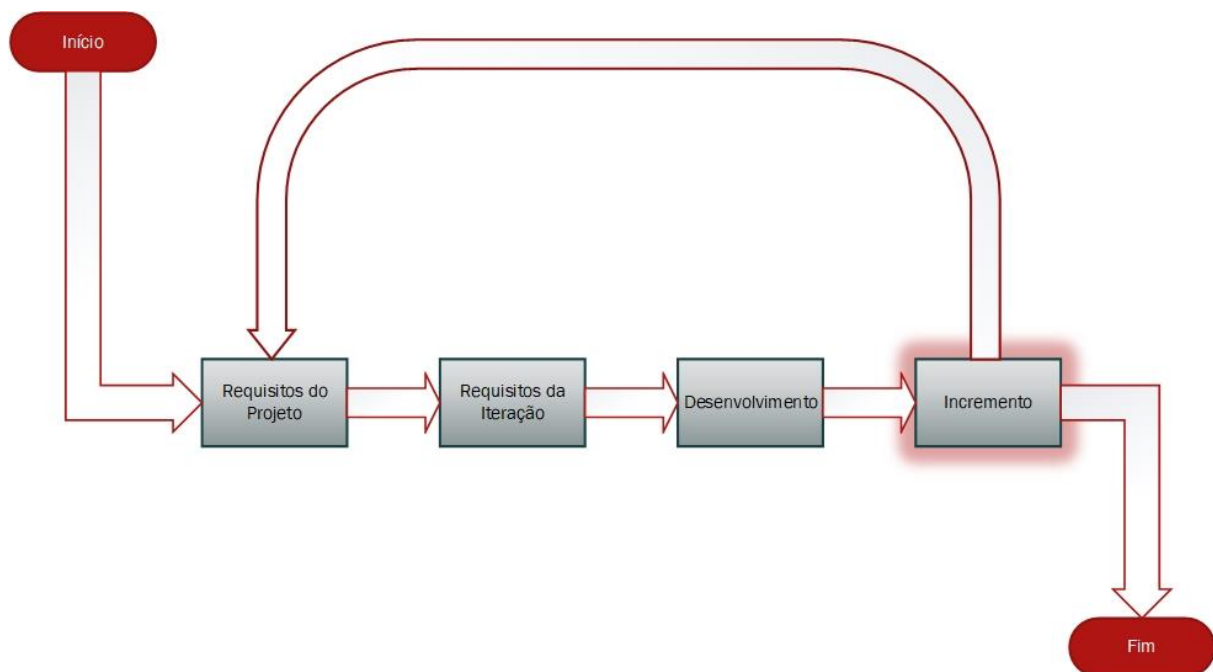 Início
Requisitos do
Projeto
Requisitos da
Iteração
Desenvolvimento
Incremento
Fim